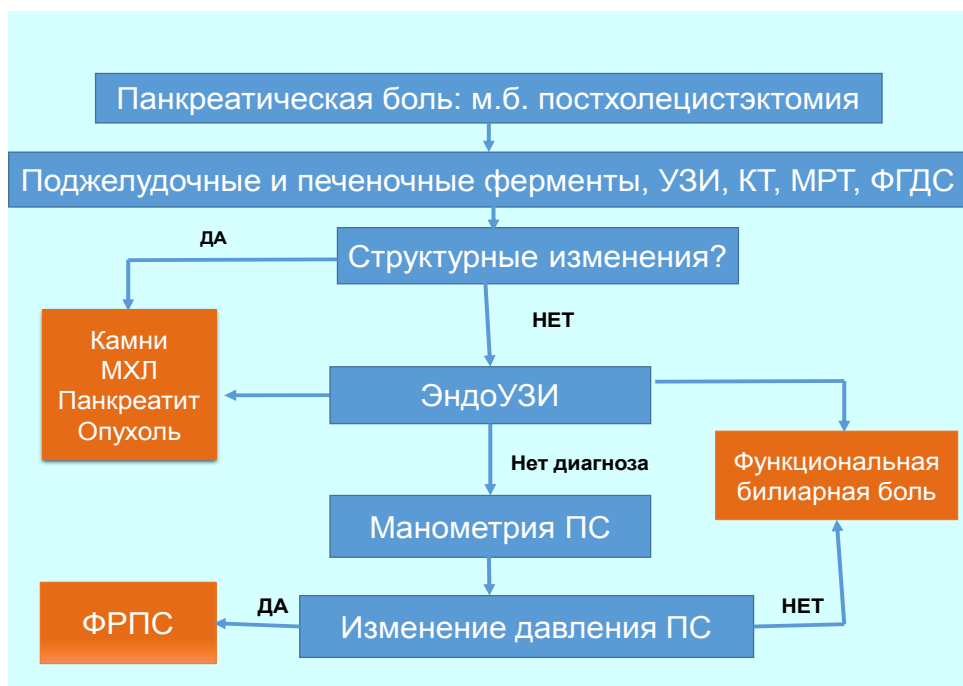 Панкреатическая боль: м.б. постхолецистэктомия
Поджелудочные и печеночные ферменты, УЗИ, КТ, МРТ, ФГДС
ДА
Структурные изменения?
НЕТ
Камни
МХЛ
Панкреатит
Опухоль
ЭндоУЗИ
Нет диагноза
Функциональная
билиарная боль
Манометрия ПС
ФРПС
ДА
Изменение давления ПС
НЕТ